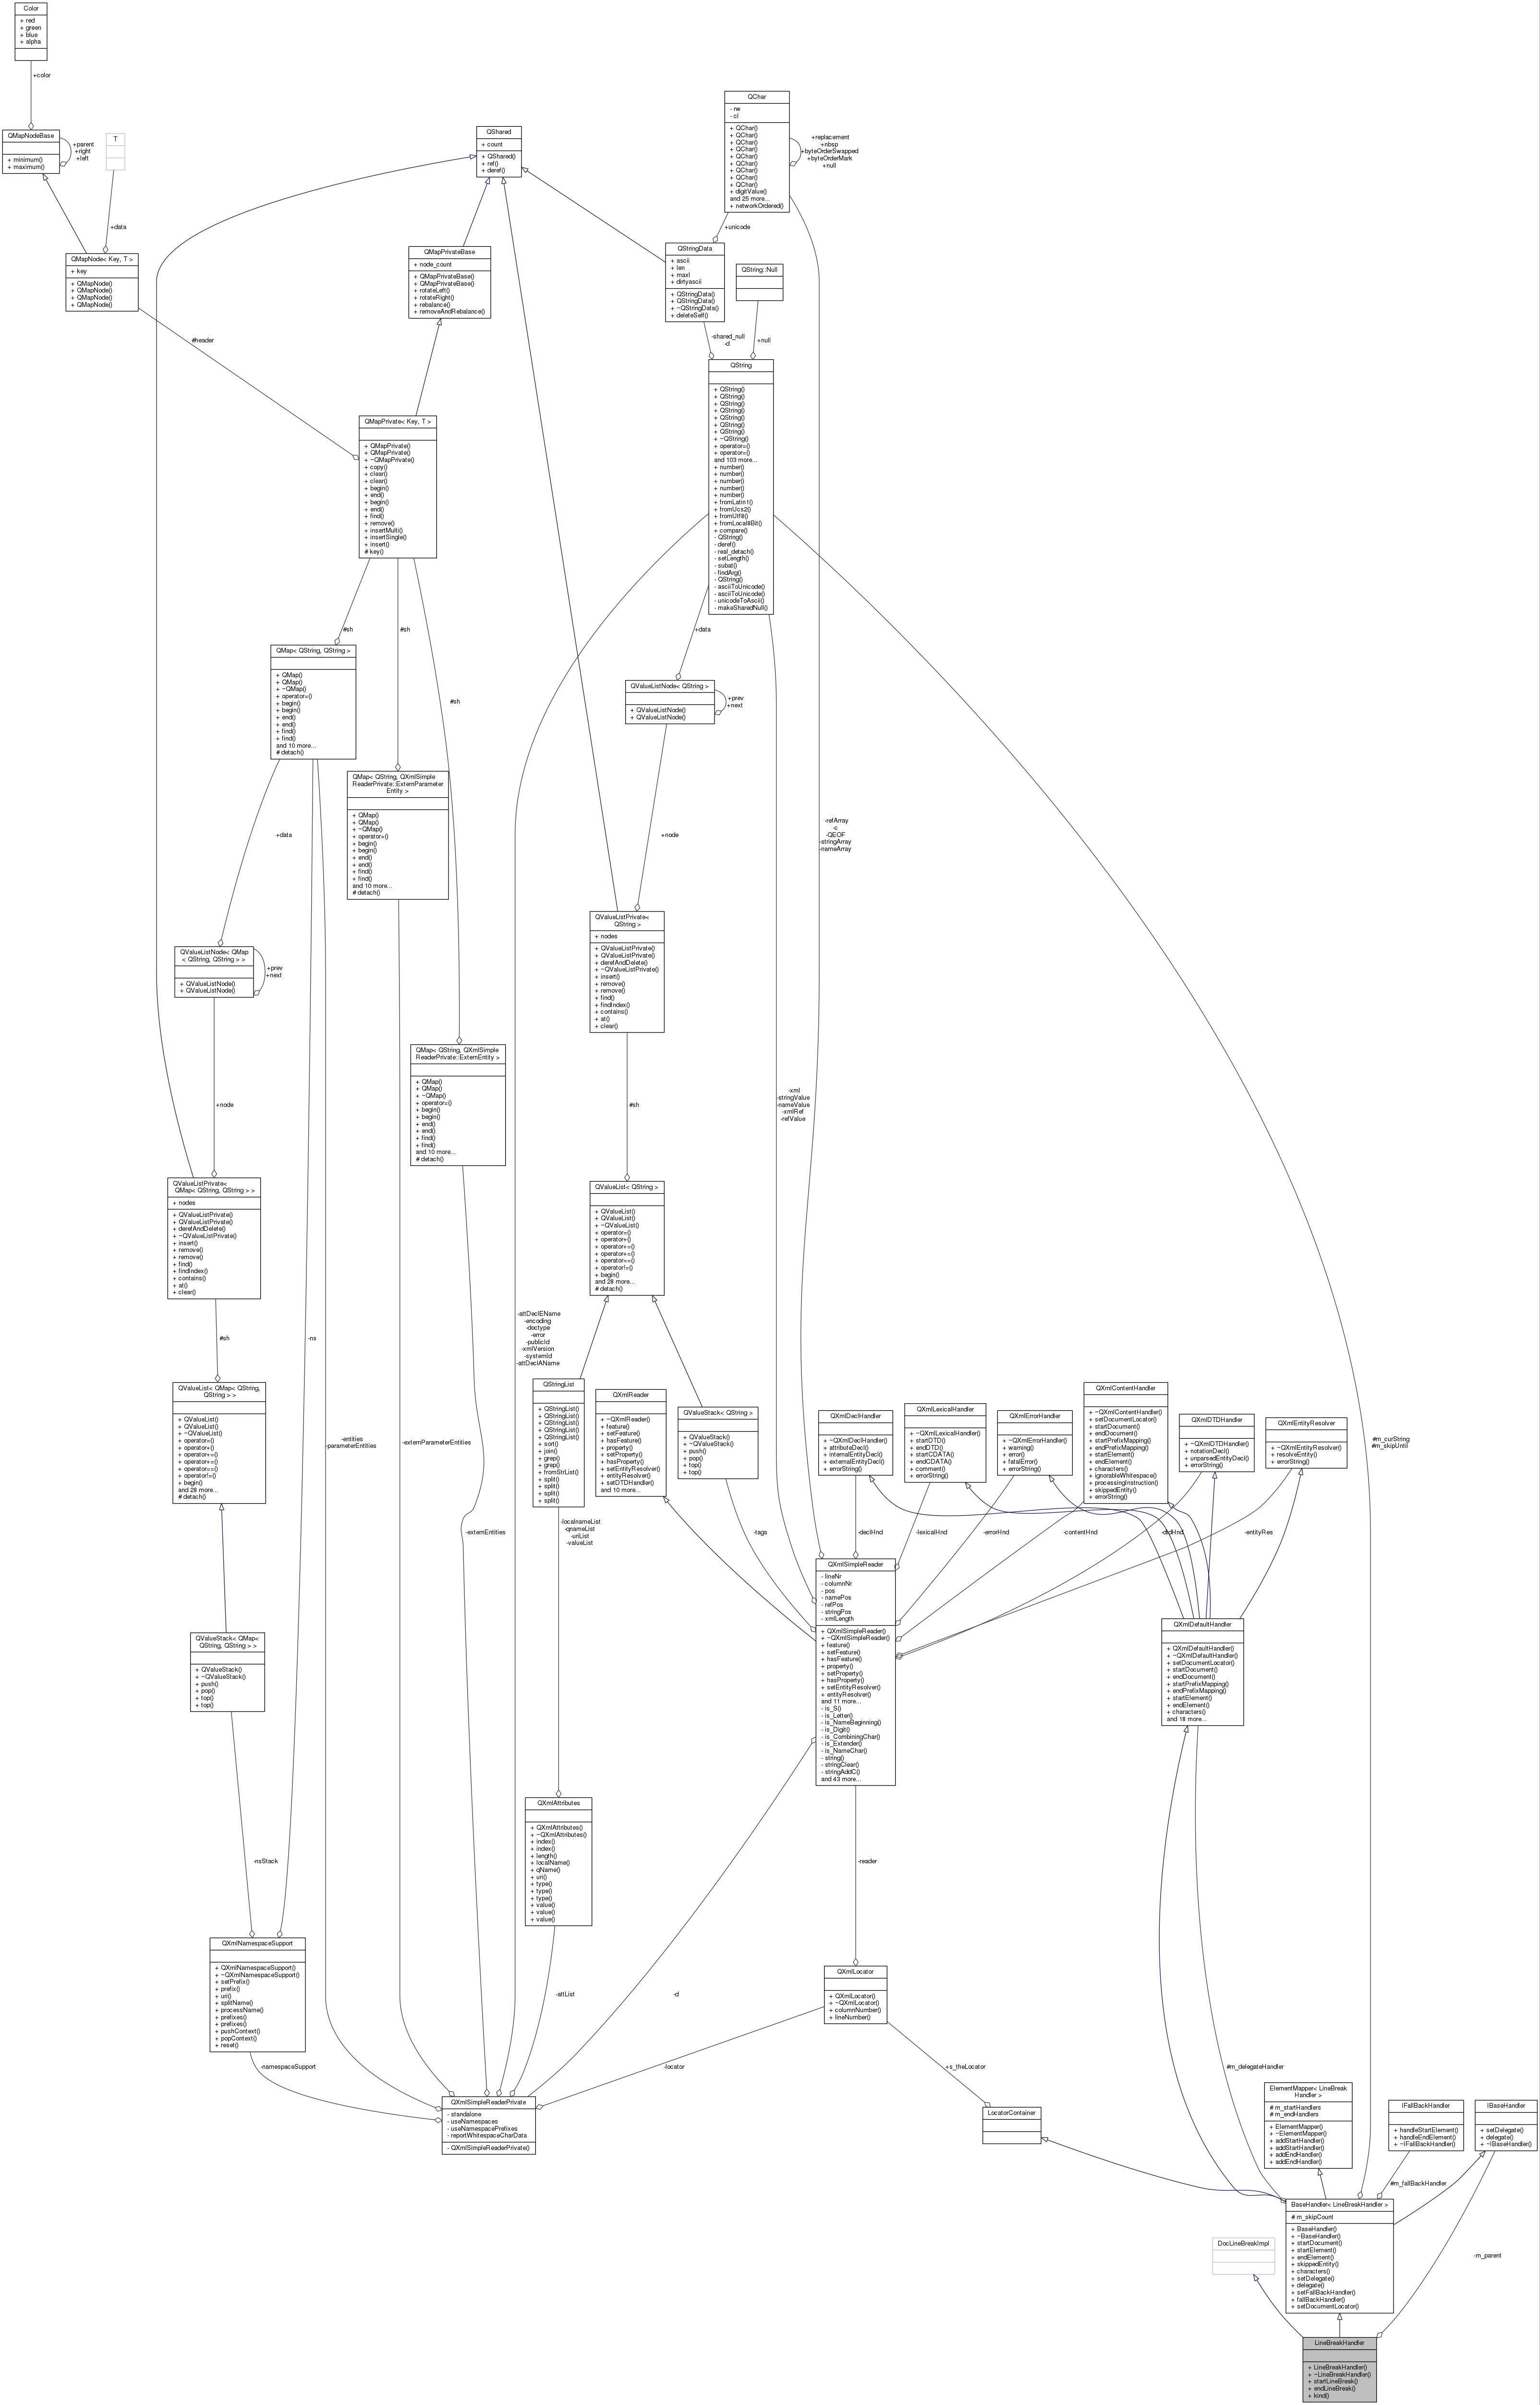 Color
+ red
+ green
+ blue
+ alpha
+color
QMapNodeBase
+ minimum()
+ maximum()
+parent
+right
+left
T
+data
QMapNode< Key, T >
+ key
+ QMapNode()
+ QMapNode()
+ QMapNode()
+ QMapNode()
#header
QShared
+ count
+ QShared()
+ ref()
+ deref()
QChar
- rw
- cl
+ QChar()
+ QChar()
+ QChar()
+ QChar()
+ QChar()
+ QChar()
+ QChar()
+ QChar()
+ QChar()
+ digitValue()
and 25 more...
+ networkOrdered()
+replacement
+nbsp
+byteOrderSwapped
+byteOrderMark
+null
+unicode
QMapPrivateBase
+ node_count
+ QMapPrivateBase()
+ QMapPrivateBase()
+ rotateLeft()
+ rotateRight()
+ rebalance()
+ removeAndRebalance()
QStringData
+ ascii
+ len
+ maxl
+ dirtyascii
+ QStringData()
+ QStringData()
+ ~QStringData()
+ deleteSelf()
QString::Null
-shared_null
-d
+null
QString
+ QString()
+ QString()
+ QString()
+ QString()
+ QString()
+ QString()
+ QString()
+ ~QString()
+ operator=()
+ operator=()
and 103 more...
+ number()
+ number()
+ number()
+ number()
+ number()
+ fromLatin1()
+ fromUcs2()
+ fromUtf8()
+ fromLocal8Bit()
+ compare()
- QString()
- deref()
- real_detach()
- setLength()
- subat()
- findArg()
- QString()
- asciiToUnicode()
- asciiToUnicode()
- unicodeToAscii()
- makeSharedNull()
QMapPrivate< Key, T >
+ QMapPrivate()
+ QMapPrivate()
+ ~QMapPrivate()
+ copy()
+ clear()
+ clear()
+ begin()
+ end()
+ begin()
+ end()
+ find()
+ remove()
+ insertMulti()
+ insertSingle()
+ insert()
# key()
#sh
#sh
#sh
+data
QMap< QString, QString >
+ QMap()
+ QMap()
+ ~QMap()
+ operator=()
+ begin()
+ begin()
+ end()
+ end()
+ find()
+ find()
and 10 more...
# detach()
QValueListNode< QString >
+ QValueListNode()
+ QValueListNode()
+prev
+next
QMap< QString, QXmlSimple
ReaderPrivate::ExternParameter
Entity >
+ QMap()
+ QMap()
+ ~QMap()
+ operator=()
+ begin()
+ begin()
+ end()
+ end()
+ find()
+ find()
and 10 more...
# detach()
+data
+node
-refArray
-c
-QEOF
-stringArray
-nameArray
QValueListPrivate<
QString >
+ nodes
+ QValueListPrivate()
+ QValueListPrivate()
+ derefAndDelete()
+ ~QValueListPrivate()
+ insert()
+ remove()
+ remove()
+ find()
+ findIndex()
+ contains()
+ at()
+ clear()
QValueListNode< QMap
< QString, QString > >
+ QValueListNode()
+ QValueListNode()
+prev
+next
QMap< QString, QXmlSimple
ReaderPrivate::ExternEntity >
+ QMap()
+ QMap()
+ ~QMap()
+ operator=()
+ begin()
+ begin()
+ end()
+ end()
+ find()
+ find()
and 10 more...
# detach()
+node
#sh
-xml
-stringValue
-nameValue
-xmlRef
-refValue
QValueListPrivate<
QMap< QString, QString > >
+ nodes
+ QValueListPrivate()
+ QValueListPrivate()
+ derefAndDelete()
+ ~QValueListPrivate()
+ insert()
+ remove()
+ remove()
+ find()
+ findIndex()
+ contains()
+ at()
+ clear()
QValueList< QString >
+ QValueList()
+ QValueList()
+ ~QValueList()
+ operator=()
+ operator+()
+ operator+=()
+ operator+=()
+ operator==()
+ operator!=()
+ begin()
and 28 more...
# detach()
#sh
-ns
-attDeclEName
-encoding
-doctype
-error
-publicId
-xmlVersion
-systemId
-attDeclAName
QValueList< QMap< QString,
QString > >
+ QValueList()
+ QValueList()
+ ~QValueList()
+ operator=()
+ operator+()
+ operator+=()
+ operator+=()
+ operator==()
+ operator!=()
+ begin()
and 28 more...
# detach()
-entities
-parameterEntities
-externParameterEntities
-externEntities
QStringList
+ QStringList()
+ QStringList()
+ QStringList()
+ QStringList()
+ QStringList()
+ sort()
+ join()
+ grep()
+ grep()
+ fromStrList()
+ split()
+ split()
+ split()
+ split()
QXmlReader
+ ~QXmlReader()
+ feature()
+ setFeature()
+ hasFeature()
+ property()
+ setProperty()
+ hasProperty()
+ setEntityResolver()
+ entityResolver()
+ setDTDHandler()
and 10 more...
QValueStack< QString >
+ QValueStack()
+ ~QValueStack()
+ push()
+ pop()
+ top()
+ top()
QXmlDeclHandler
+ ~QXmlDeclHandler()
+ attributeDecl()
+ internalEntityDecl()
+ externalEntityDecl()
+ errorString()
QXmlLexicalHandler
+ ~QXmlLexicalHandler()
+ startDTD()
+ endDTD()
+ startCDATA()
+ endCDATA()
+ comment()
+ errorString()
QXmlErrorHandler
+ ~QXmlErrorHandler()
+ warning()
+ error()
+ fatalError()
+ errorString()
QXmlContentHandler
+ ~QXmlContentHandler()
+ setDocumentLocator()
+ startDocument()
+ endDocument()
+ startPrefixMapping()
+ endPrefixMapping()
+ startElement()
+ endElement()
+ characters()
+ ignorableWhitespace()
+ processingInstruction()
+ skippedEntity()
+ errorString()
QXmlDTDHandler
+ ~QXmlDTDHandler()
+ notationDecl()
+ unparsedEntityDecl()
+ errorString()
QXmlEntityResolver
+ ~QXmlEntityResolver()
+ resolveEntity()
+ errorString()
#m_curString
#m_skipUntil
-localnameList
-qnameList
-uriList
-valueList
-tags
-declHnd
-lexicalHnd
-errorHnd
-contentHnd
-dtdHnd
-entityRes
QXmlSimpleReader
- lineNr
- columnNr
- pos
- namePos
- refPos
- stringPos
- xmlLength
+ QXmlSimpleReader()
+ ~QXmlSimpleReader()
+ feature()
+ setFeature()
+ hasFeature()
+ property()
+ setProperty()
+ hasProperty()
+ setEntityResolver()
+ entityResolver()
and 11 more...
- is_S()
- is_Letter()
- is_NameBeginning()
- is_Digit()
- is_CombiningChar()
- is_Extender()
- is_NameChar()
- string()
- stringClear()
- stringAddC()
and 43 more...
QXmlDefaultHandler
+ QXmlDefaultHandler()
+ ~QXmlDefaultHandler()
+ setDocumentLocator()
+ startDocument()
+ endDocument()
+ startPrefixMapping()
+ endPrefixMapping()
+ startElement()
+ endElement()
+ characters()
and 18 more...
QValueStack< QMap<
QString, QString > >
+ QValueStack()
+ ~QValueStack()
+ push()
+ pop()
+ top()
+ top()
QXmlAttributes
+ QXmlAttributes()
+ ~QXmlAttributes()
+ index()
+ index()
+ length()
+ localName()
+ qName()
+ uri()
+ type()
+ type()
+ type()
+ value()
+ value()
+ value()
-nsStack
-reader
QXmlNamespaceSupport
+ QXmlNamespaceSupport()
+ ~QXmlNamespaceSupport()
+ setPrefix()
+ prefix()
+ uri()
+ splitName()
+ processName()
+ prefixes()
+ prefixes()
+ pushContext()
+ popContext()
+ reset()
QXmlLocator
+ QXmlLocator()
+ ~QXmlLocator()
+ columnNumber()
+ lineNumber()
-attList
-d
-namespaceSupport
-locator
+s_theLocator
#m_delegateHandler
QXmlSimpleReaderPrivate
- standalone
- useNamespaces
- useNamespacePrefixes
- reportWhitespaceCharData
- QXmlSimpleReaderPrivate()
LocatorContainer
ElementMapper< LineBreak
Handler >
# m_startHandlers
# m_endHandlers
+ ElementMapper()
+ ~ElementMapper()
+ addStartHandler()
+ addStartHandler()
+ addEndHandler()
+ addEndHandler()
IFallBackHandler
+ handleStartElement()
+ handleEndElement()
+ ~IFallBackHandler()
IBaseHandler
+ setDelegate()
+ delegate()
+ ~IBaseHandler()
#m_fallBackHandler
BaseHandler< LineBreakHandler >
# m_skipCount
+ BaseHandler()
+ ~BaseHandler()
+ startDocument()
+ startElement()
+ endElement()
+ skippedEntity()
+ characters()
+ setDelegate()
+ delegate()
+ setFallBackHandler()
+ fallBackHandler()
+ setDocumentLocator()
DocLineBreakImpl
-m_parent
LineBreakHandler
+ LineBreakHandler()
+ ~LineBreakHandler()
+ startLineBreak()
+ endLineBreak()
+ kind()